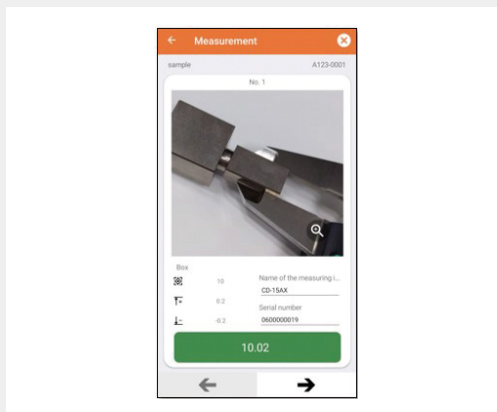 Measurement
sample A123-0001
No. 1
Box
10
Name of the measuring i...
CD-15AX
0.2
Serial number
-0.2
0600000019
10.02